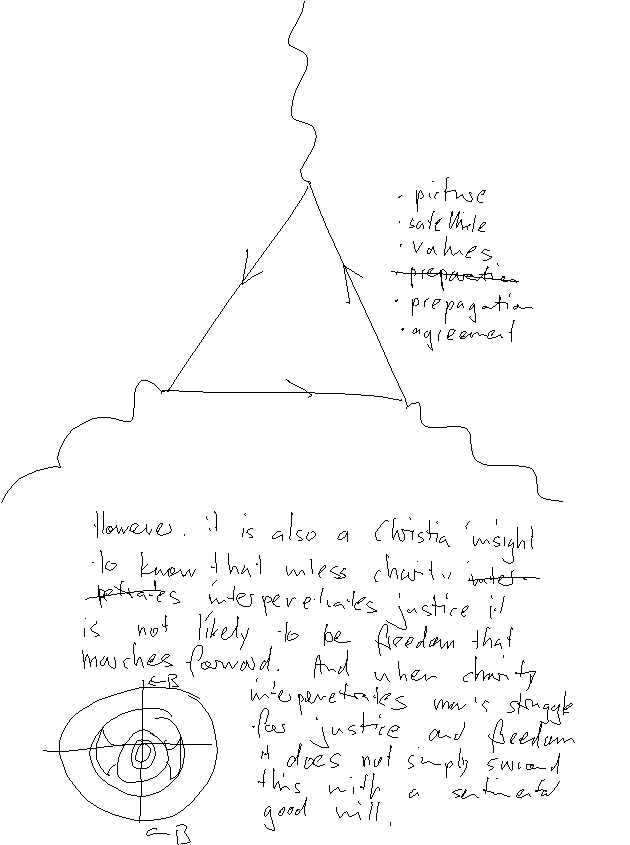 · picture
· satellite
· values
· preparation
· propagation
· agreement
However. it is also a Christia insight
to know that unless charity inter-
petrates interpenetrates justice it
is not likely to be freedom that
marches forward. And when charity
interpenetrates man's struggle
for justice and freedom
it does not simply surround
this with a sentimental
good will.
← B
← B